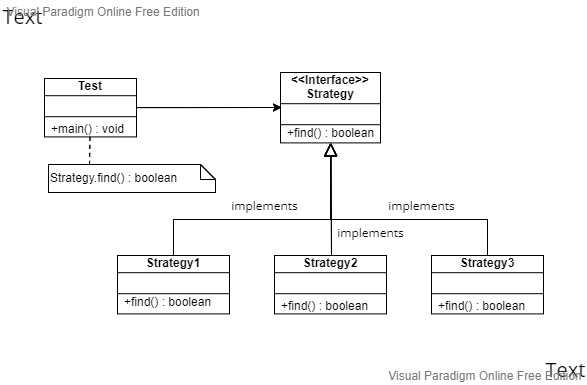 Visual Paradigm Online Free Edition
Text
<<Interface>>
Strategy
+find() : boolean
Test
+main() : void
Strategy.find() : boolean
implements
implements
implements
Strategy1
+find() : boolean
Strategy2
+find() : boolean
Strategy3
+find() : boolean
Text
Visual Paradigm Online Free Edition